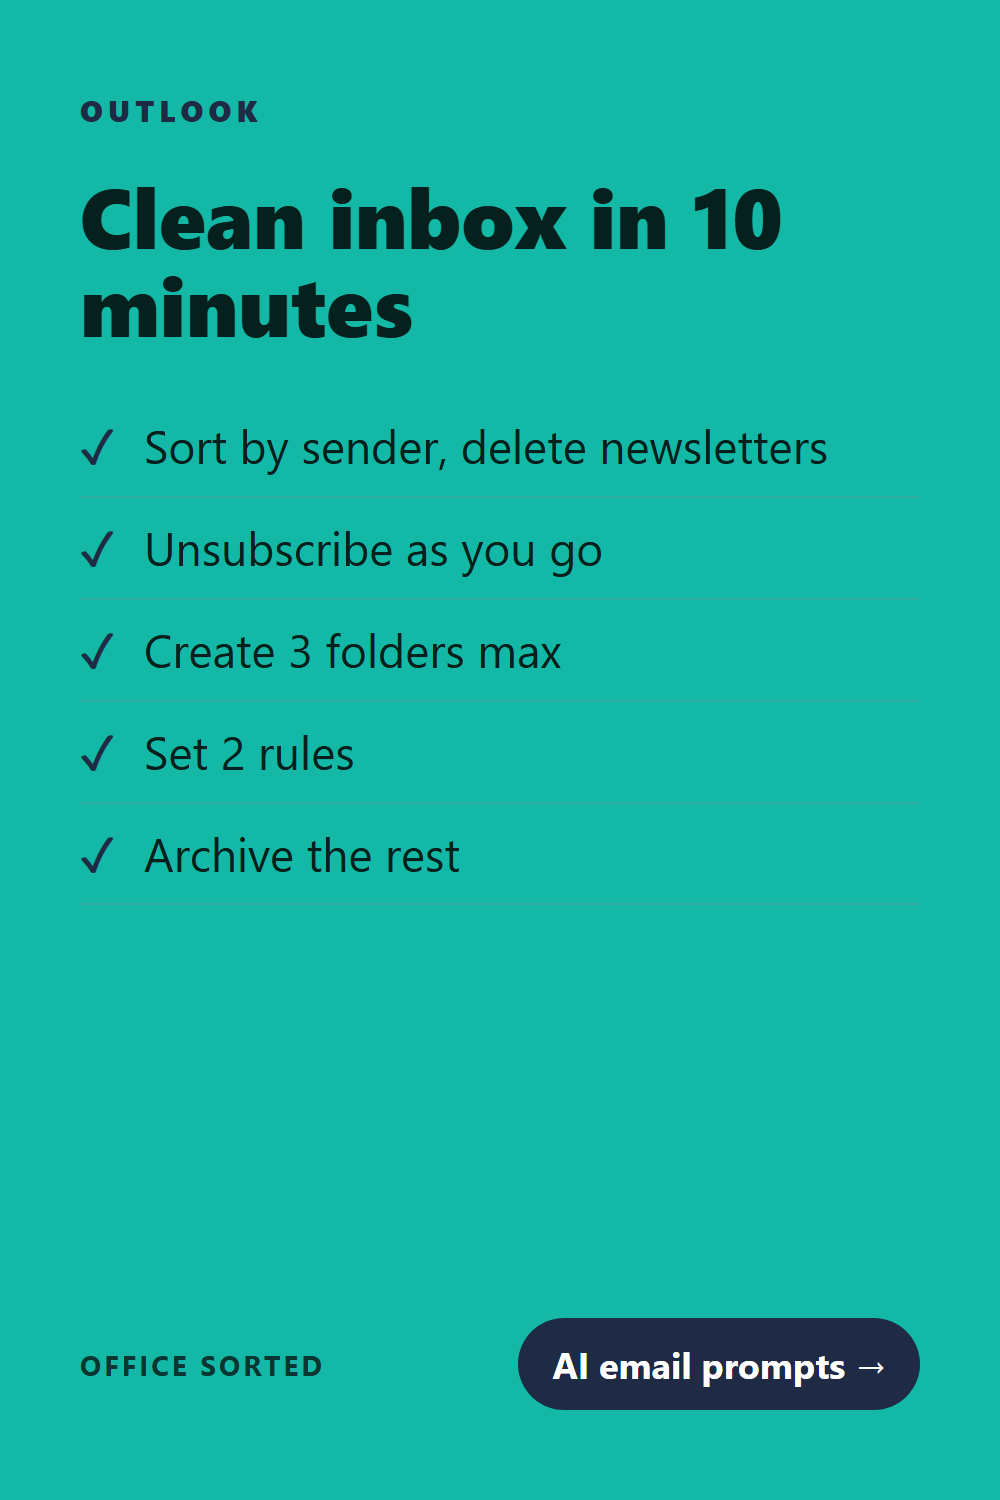 OUTLOOK
Clean inbox in 10
minutes
✓ Sort by sender, delete newsletters
✓ Unsubscribe as you go
✓ Create 3 folders max
✓ Set 2 rules
✓ Archive the rest
OFFICE SORTED
AI email prompts →